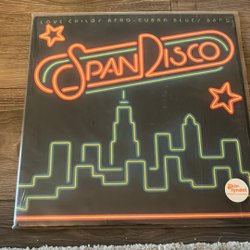 LOVE CHILDS AFRO-CUBAN BLUES BAND
SPANDISCO